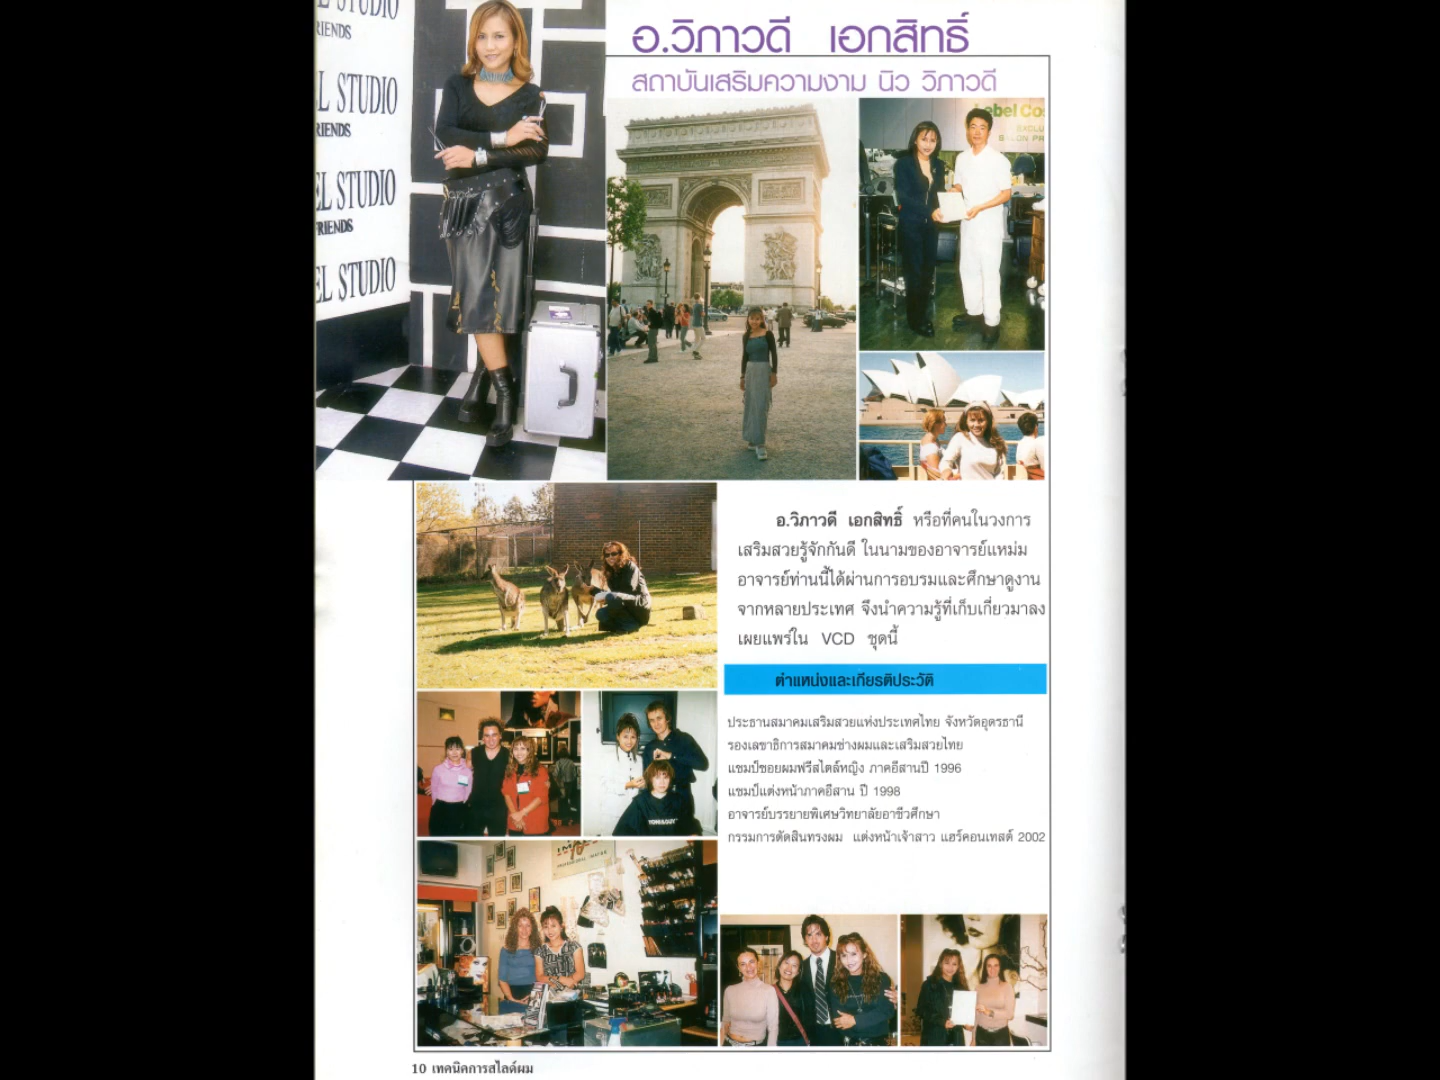 EL STUDIO
RIENDS
EL STUDIO
RIENDS
EL STUDIO
FRIENDS
EL STUDIO
อ.วิภาวดี เอกสิทธิ์
สถาบันเสริมความงาม นิว วิภาวดี
อ.วิภาวดี เอกสิทธิ์ หรือที่คนในวงการ
เสริมสวยรู้จักกันดี ในนามของอาจารย์แหม่ม
อาจารย์ท่านนี้ได้ผ่านการอบรมและศึกษาดูงาน
จากหลายประเทศ จึงนำความรู้ที่เก็บเกี่ยวมาลง
เผยแพร่ใน VCD ชุดนี้
ตำแหน่งและเกียรติประวัติ
ประธานสมาคมเสริมสวยแห่งประเทศไทย จังหวัดอุดรธานี
รองเลขาธิการสมาคมช่างผมและเสริมสวยไทย
แชมป์ซอยผมฟรีสไตล์หญิง ภาคอีสานปี 1996
แชมป์แต่งหน้าภาคอีสาน ปี 1998
อาจารย์บรรยายพิเศษวิทยาลัยอาชีวศึกษา
กรรมการตัดสินทรงผม แต่งหน้าเจ้าสาว แฮร์คอนเทสต์ 2002
10 เทคนิคการสไลด์ผม